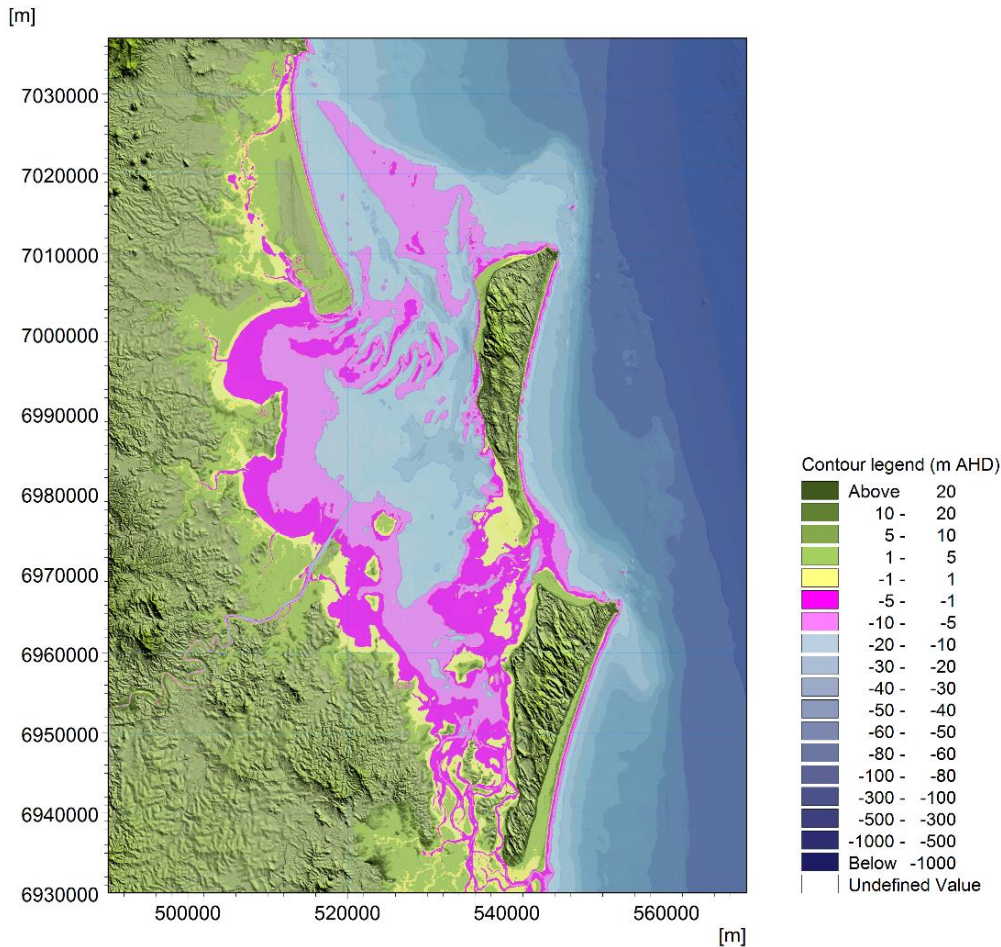 [m]
7030000
7020000
7010000
7000000
6990000
6980000
6970000
6960000
6950000
6940000
6930000
500000 520000 540000 560000
[m]
Contour legend (m AHD)
Above 20
10 - 20
5 - 10
1 - 5
-1 - 1
-5 - -1
-10 - -5
-20 - -10
-30 - -20
-40 - -30
-50 - -40
-60 - -50
-80 - -60
-100 - -80
-300 - -100
-500 - -300
-1000 - -500
Below -1000
Undefined Value